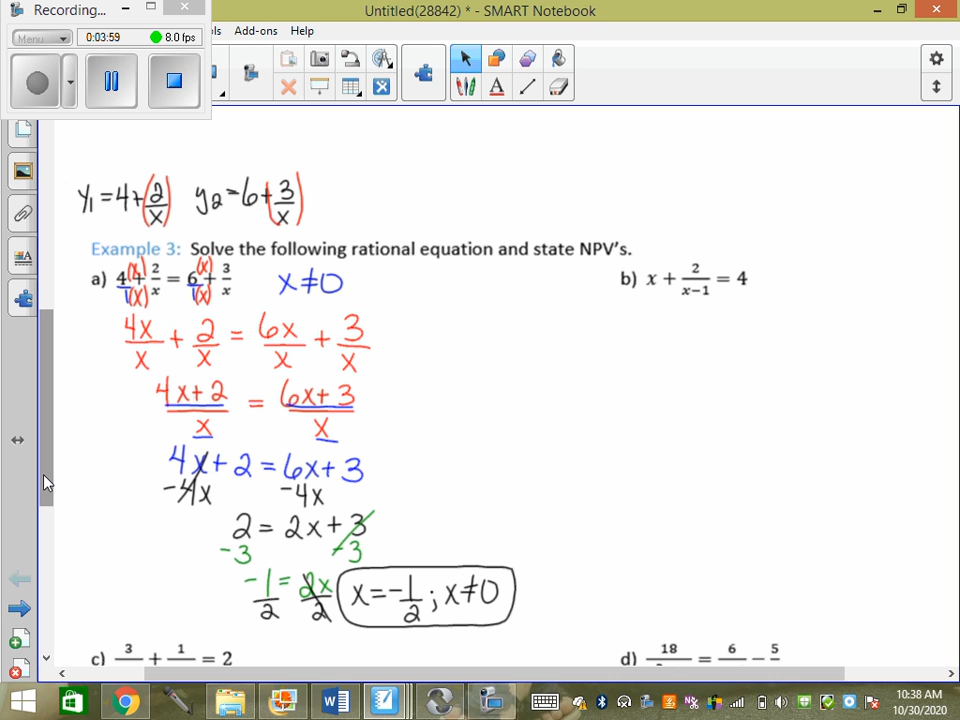 Untitled(28842) * - SMART Notebook
Recording...
Menu
00:03:59
8.0 fps
ols Add-ons Help
y₁ = 4 + (2/x) y₂ = 6 + (3/x)
Example 3: Solve the following rational equation and state NPV's.
a) 4(x)/1(x) + 2/x = 6(x)/1(x) + 3/x x ≠ 0
b) x + 2/(x−1) = 4
4x/x + 2/x = 6x/x + 3/x
(4x+2)/x = (6x+3)/x
4x + 2 = 6x + 3
-4x -4x
2 = 2x + 3
-3 -3
-1/2 = 2x/2 x = -1/2 ; x ≠ 0
c) 3 + 1 = 2
d) 18 = 6 − 5
10:38 AM
10/30/2020